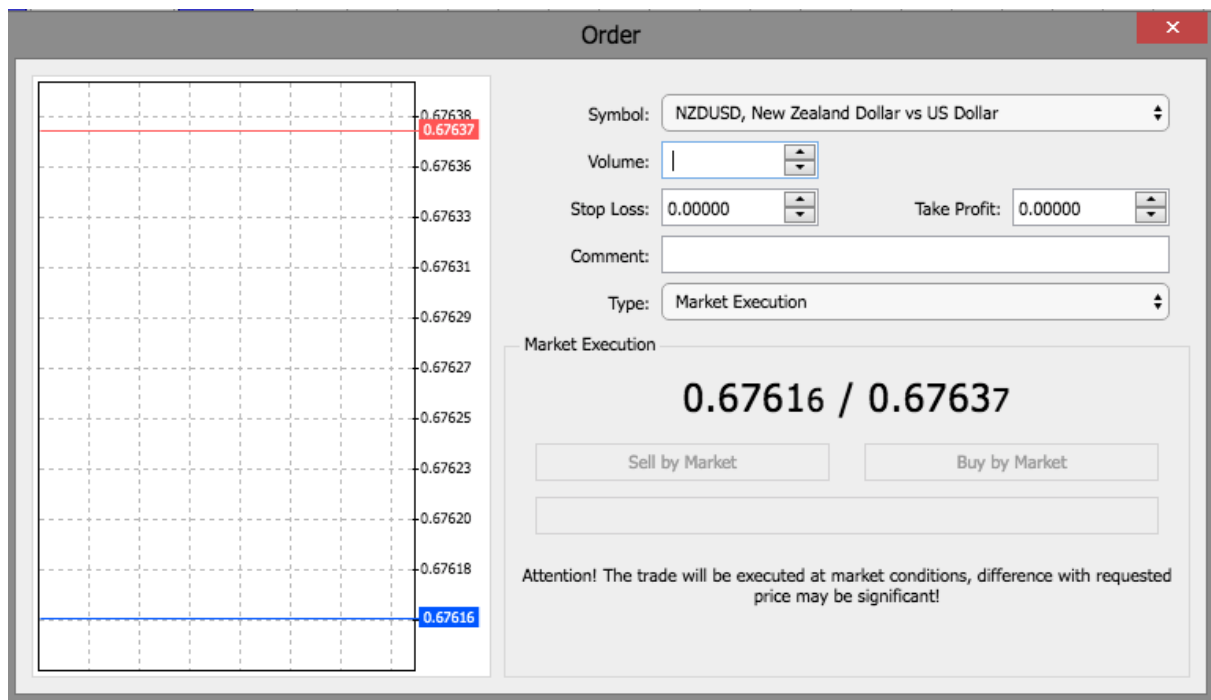 Order
0.67638
0.67637
0.67636
0.67633
0.67631
0.67629
0.67627
0.67625
0.67623
0.67620
0.67618
0.67616
Symbol: NZDUSD, New Zealand Dollar vs US Dollar
Volume:
Stop Loss: 0.00000 Take Profit: 0.00000
Comment:
Type: Market Execution
Market Execution
0.67616 / 0.67637
Sell by Market Buy by Market
Attention! The trade will be executed at market conditions, difference with requested
price may be significant!